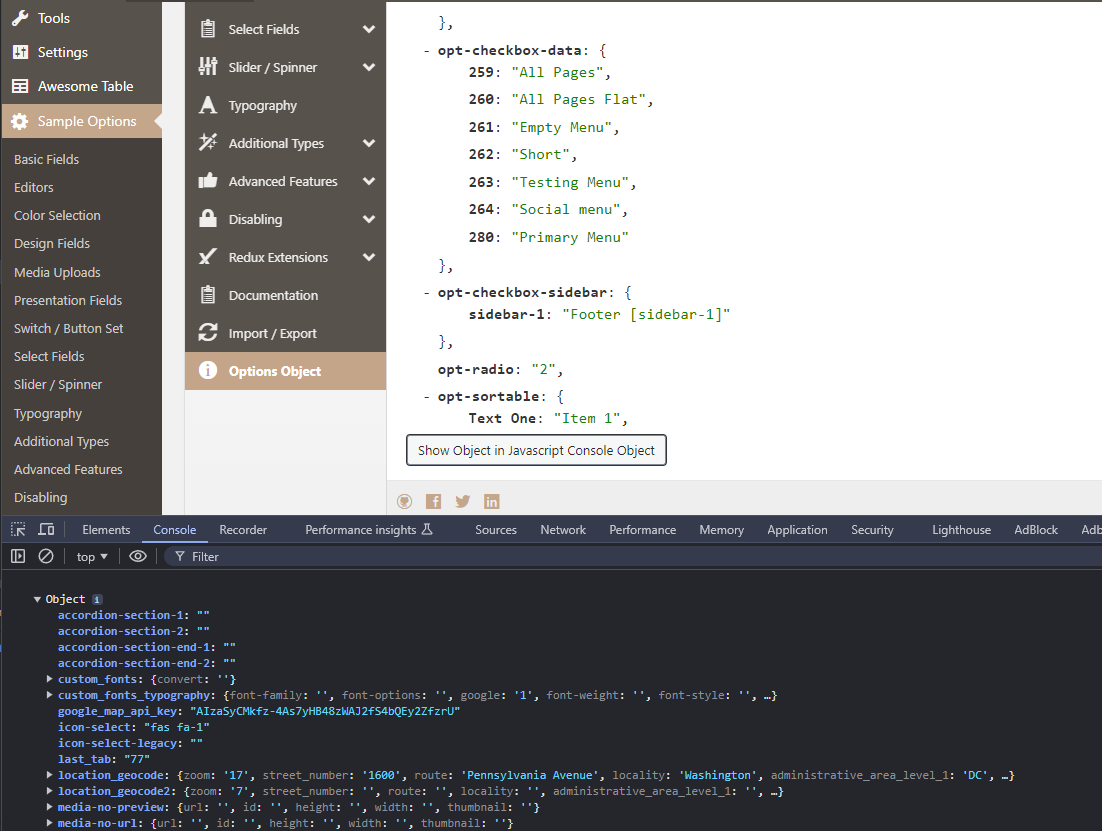 Tools
Settings
Awesome Table
Sample Options
Basic Fields
Editors
Color Selection
Design Fields
Media Uploads
Presentation Fields
Switch / Button Set
Select Fields
Slider / Spinner
Typography
Additional Types
Advanced Features
Disabling
Select Fields
Slider / Spinner
Typography
Additional Types
Advanced Features
Disabling
Redux Extensions
Documentation
Import / Export
Options Object
},
- opt-checkbox-data: {
259: "All Pages",
260: "All Pages Flat",
261: "Empty Menu",
262: "Short",
263: "Testing Menu",
264: "Social menu",
280: "Primary Menu"
},
- opt-checkbox-sidebar: {
sidebar-1: "Footer [sidebar-1]"
},
opt-radio: "2",
- opt-sortable: {
Text One: "Item 1",
Show Object in Javascript Console Object
Elements Console Recorder Performance insights Sources Network Performance Memory Application Security Lighthouse AdBlock Adb
top Filter
Object
accordion-section-1: ""
accordion-section-2: ""
accordion-section-end-1: ""
accordion-section-end-2: ""
custom_fonts: {convert: ''}
custom_fonts_typography: {font-family: '', font-options: '', google: '1', font-weight: '', font-style: '', …}
google_map_api_key: "AIzaSyCMkfz-4As7yHB48zWAJ2fS4bQEy2ZfzrU"
icon-select: "fas fa-1"
icon-select-legacy: ""
last_tab: "77"
location_geocode: {zoom: '17', street_number: '1600', route: 'Pennsylvania Avenue', locality: 'Washington', administrative_area_level_1: 'DC', …}
location_geocode2: {zoom: '7', street_number: '', route: '', locality: '', administrative_area_level_1: '', …}
media-no-preview: {url: '', id: '', height: '', width: '', thumbnail: ''}
media-no-url: {url: '', id: '', height: '', width: '', thumbnail: ''}